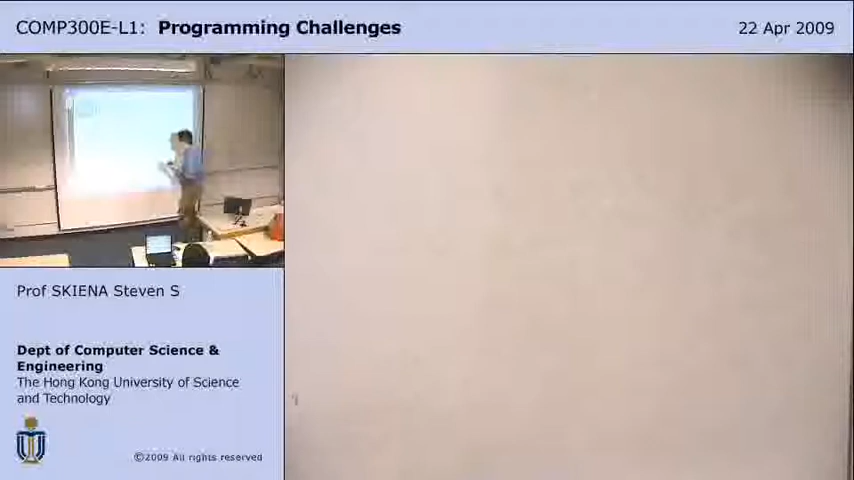 COMP300E-L1: Programming Challenges
22 Apr 2009
Prof SKIENA Steven S
Dept of Computer Science &
Engineering
The Hong Kong University of Science
and Technology
©2009 All rights reserved